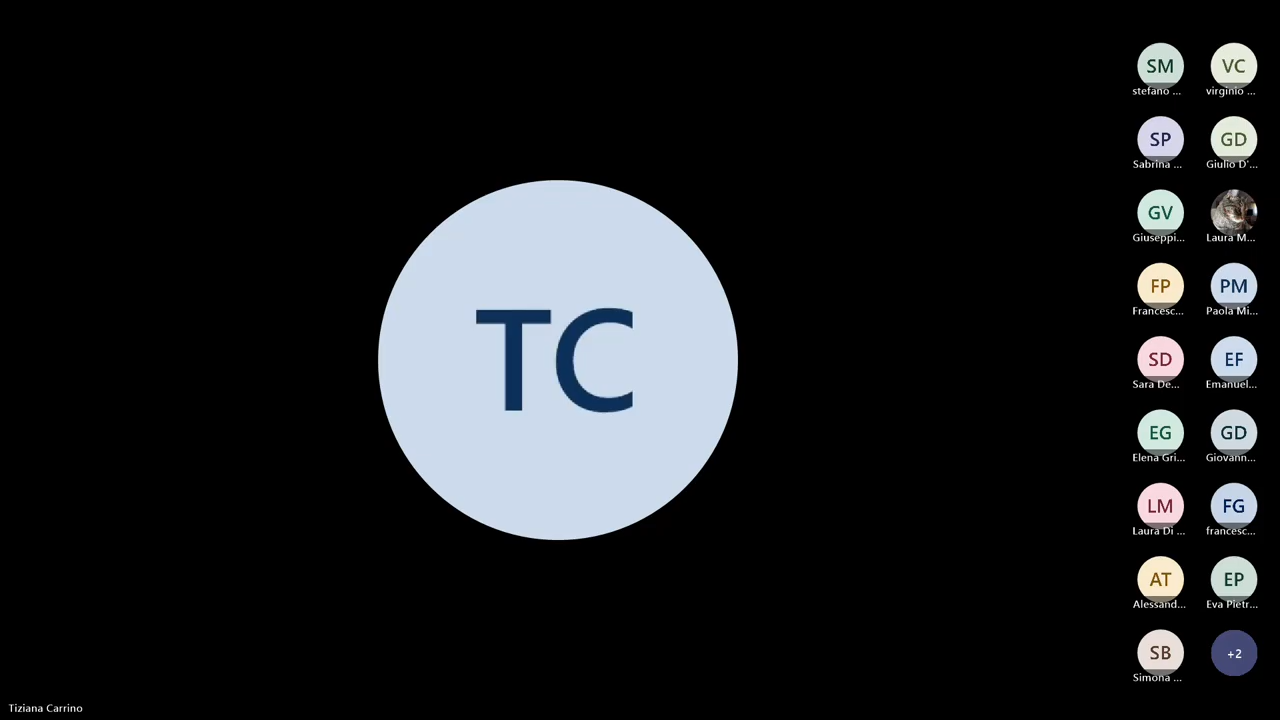 SM VC
stefano ... virginio ...
SP GD
Sabrina ... Giulio D'...
GV
Giuseppi... Laura M...
FP PM
Francesc... Paola Mi...
TC
SD EF
Sara De... Emanuel...
EG GD
Elena Gri... Giovann...
LM FG
Laura Di ... francesc...
AT EP
Alessand... Eva Pietr...
SB +2
Simona ...
Tiziana Carrino